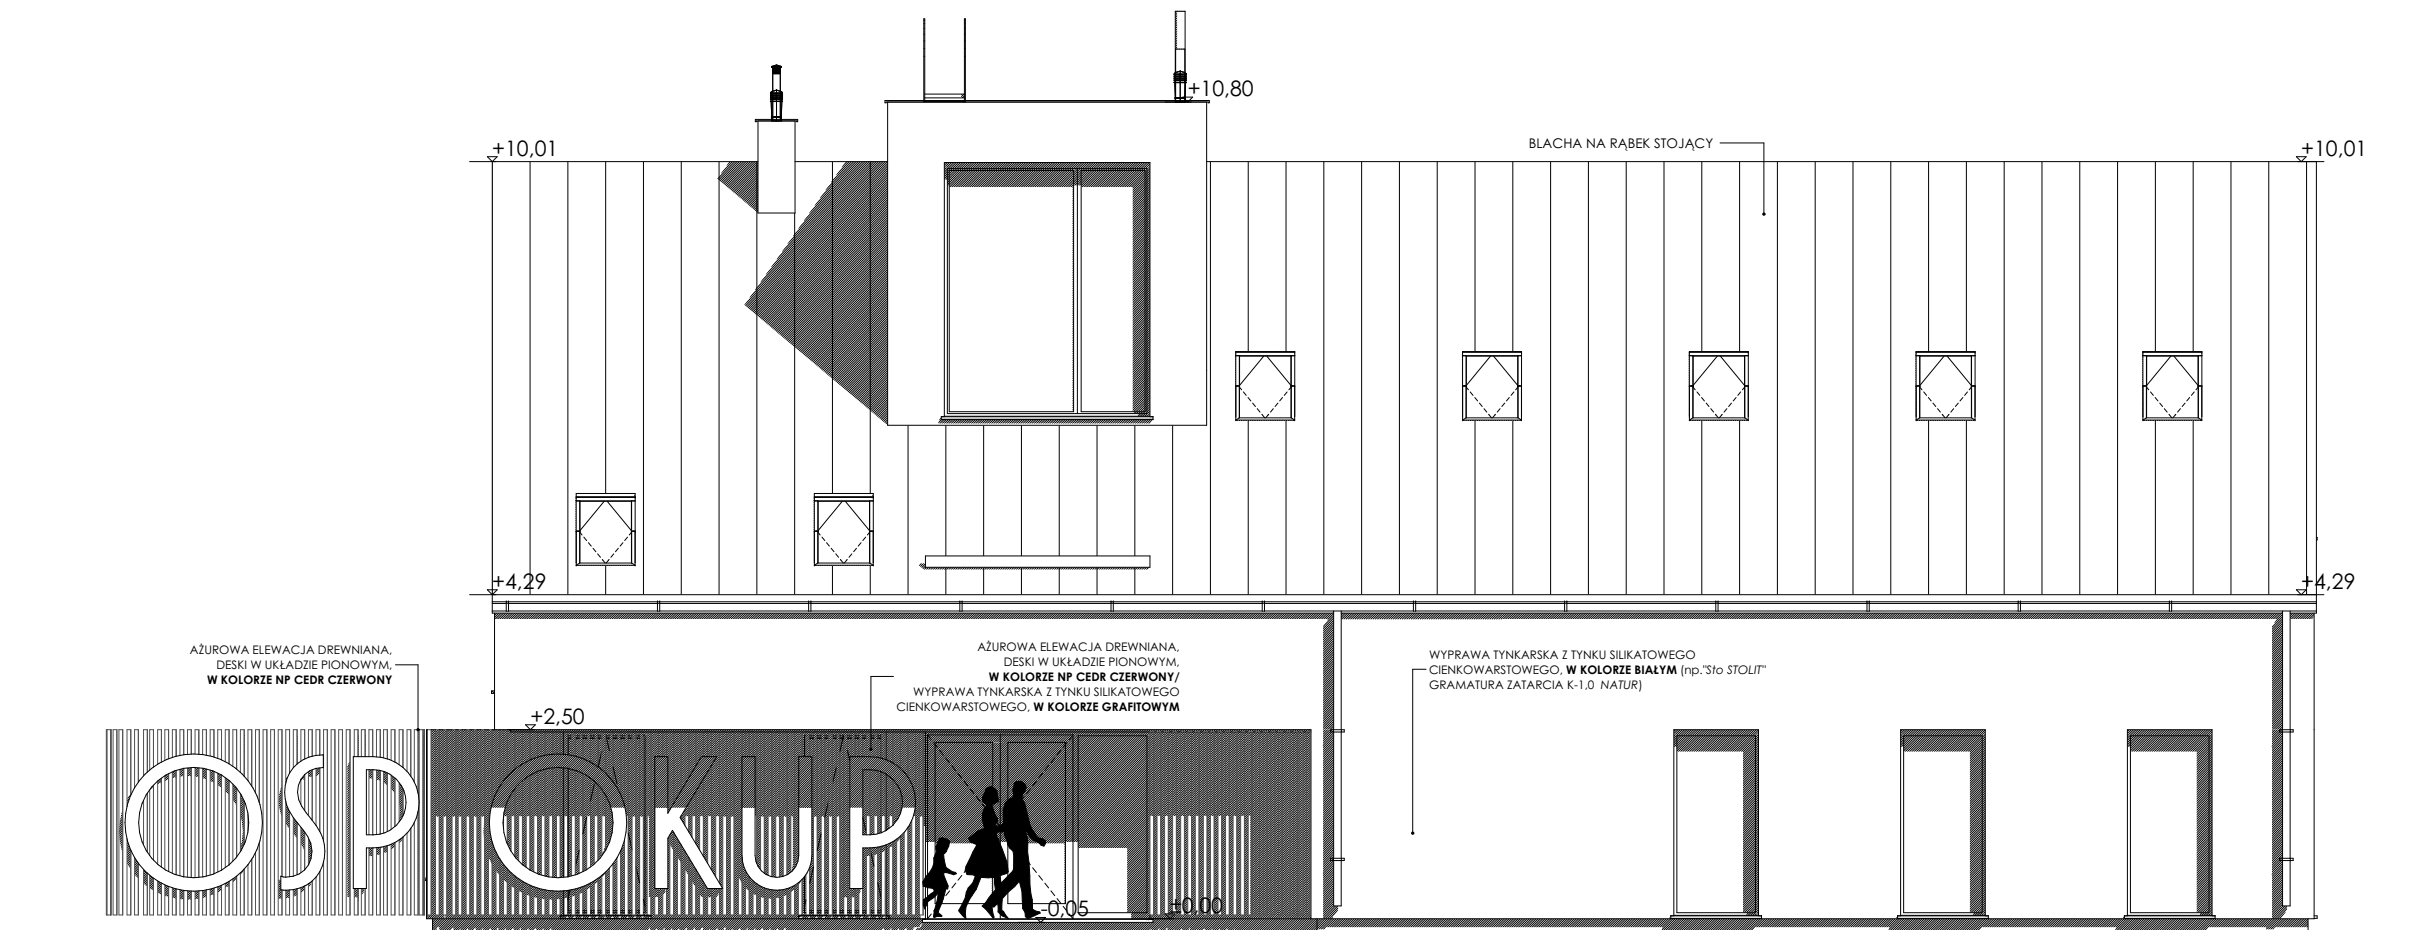 +10,80
BLACHA NA RĄBEK STOJĄCY
+10,01
+10,01
+4,29
+4,29
AŻUROWA ELEWACJA DREWNIANA,
DESKI W UKŁADZIE PIONOWYM,
W KOLORZE NP CEDR CZERWONY
AŻUROWA ELEWACJA DREWNIANA,
DESKI W UKŁADZIE PIONOWYM,
W KOLORZE NP CEDR CZERWONY/
WYPRAWA TYNKARSKA Z TYNKU SILIKATOWEGO
CIENKOWARSTOWEGO, W KOLORZE GRAFITOWYM
WYPRAWA TYNKARSKA Z TYNKU SILIKATOWEGO
CIENKOWARSTOWEGO, W KOLORZE BIAŁYM (np."Sto STOLIT"
GRAMATURA ZATARCIA K-1,0 NATUR)
+2,50
OSP OKUP
-0,05
±0,00